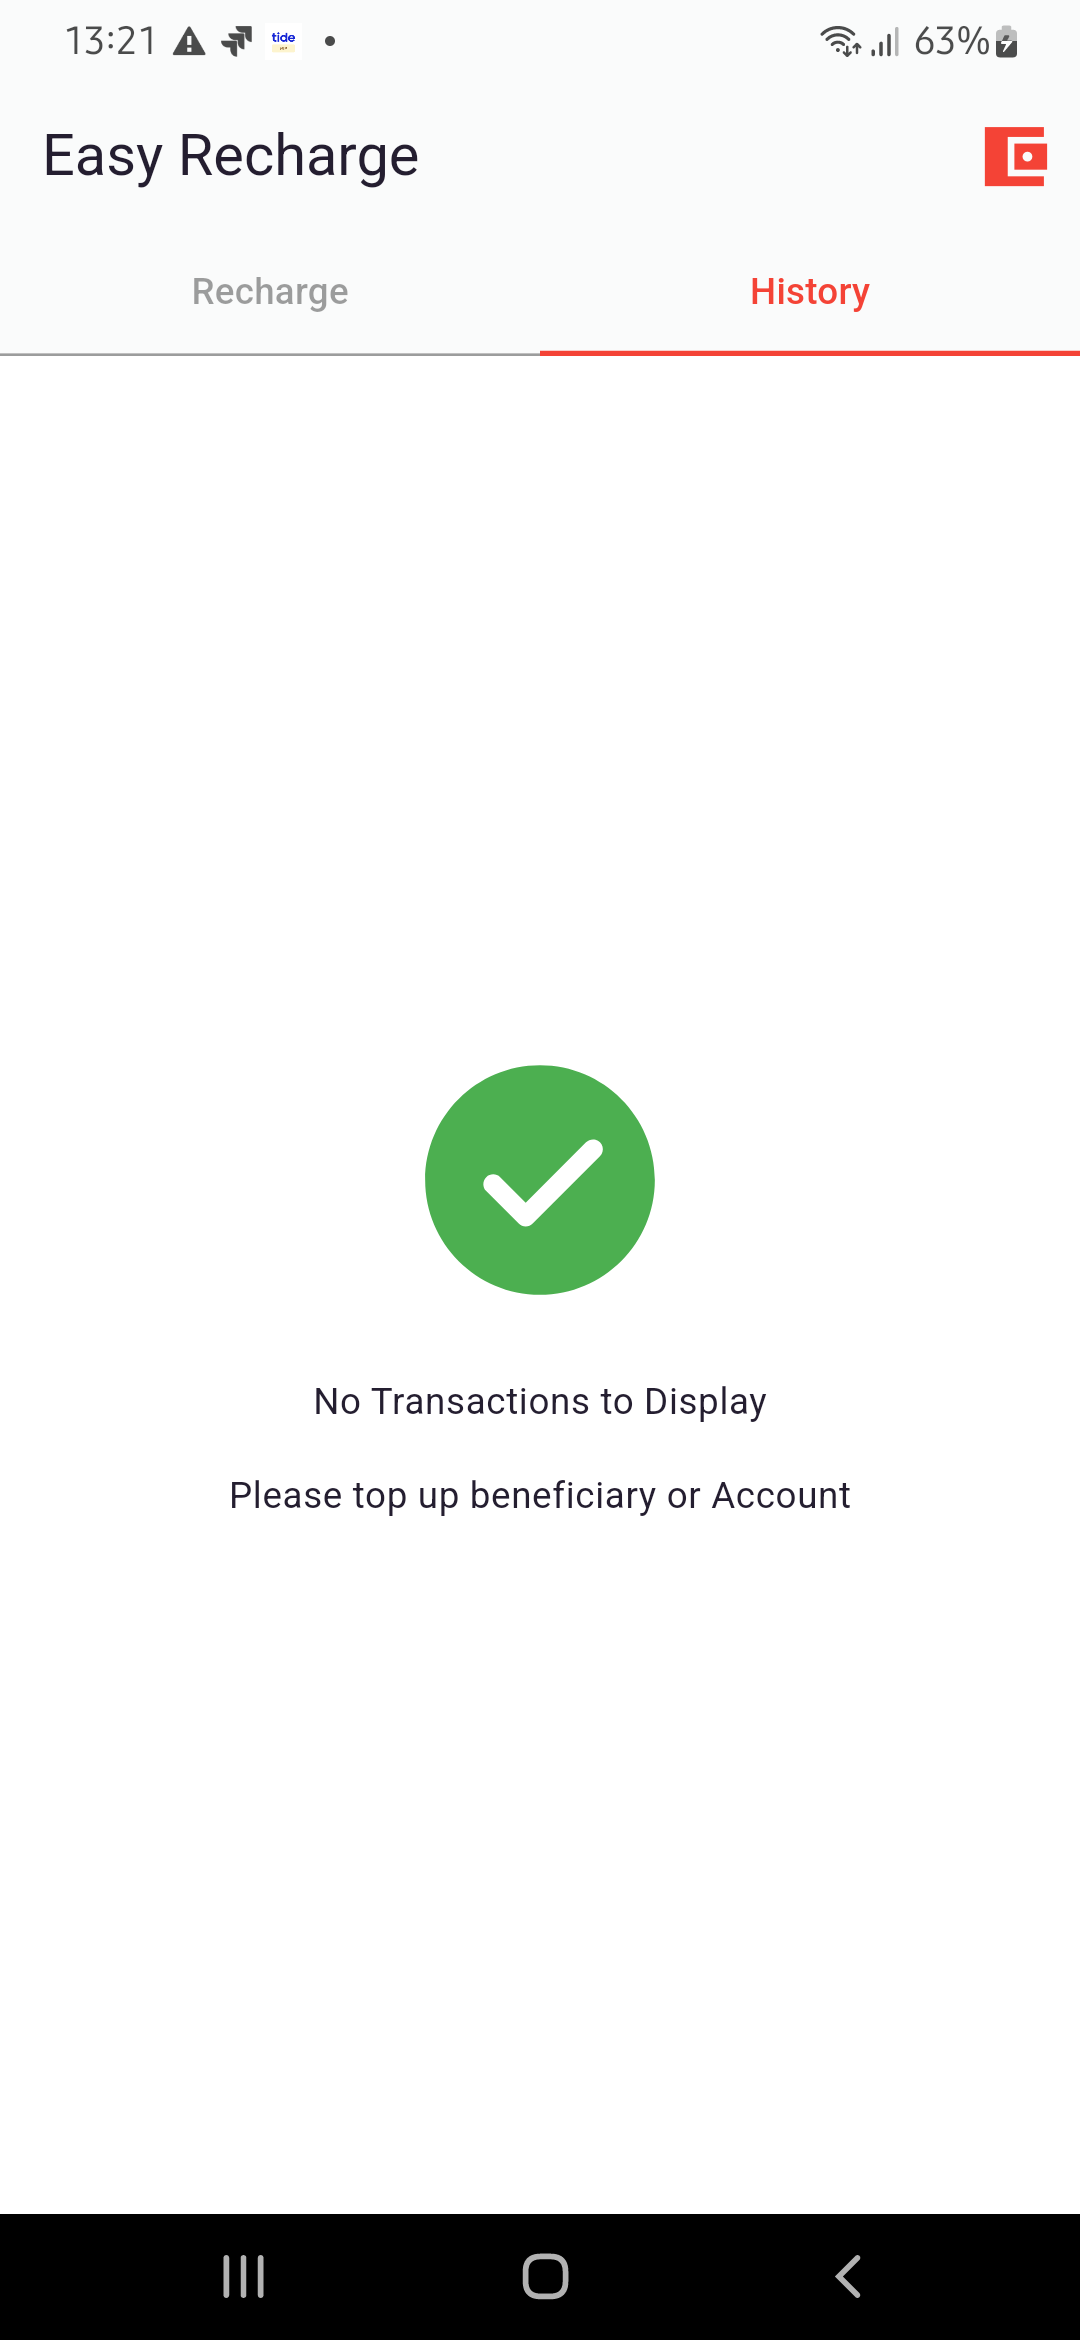 13:21 tide 63%
Easy Recharge
Recharge History
No Transactions to Display
Please top up beneficiary or Account